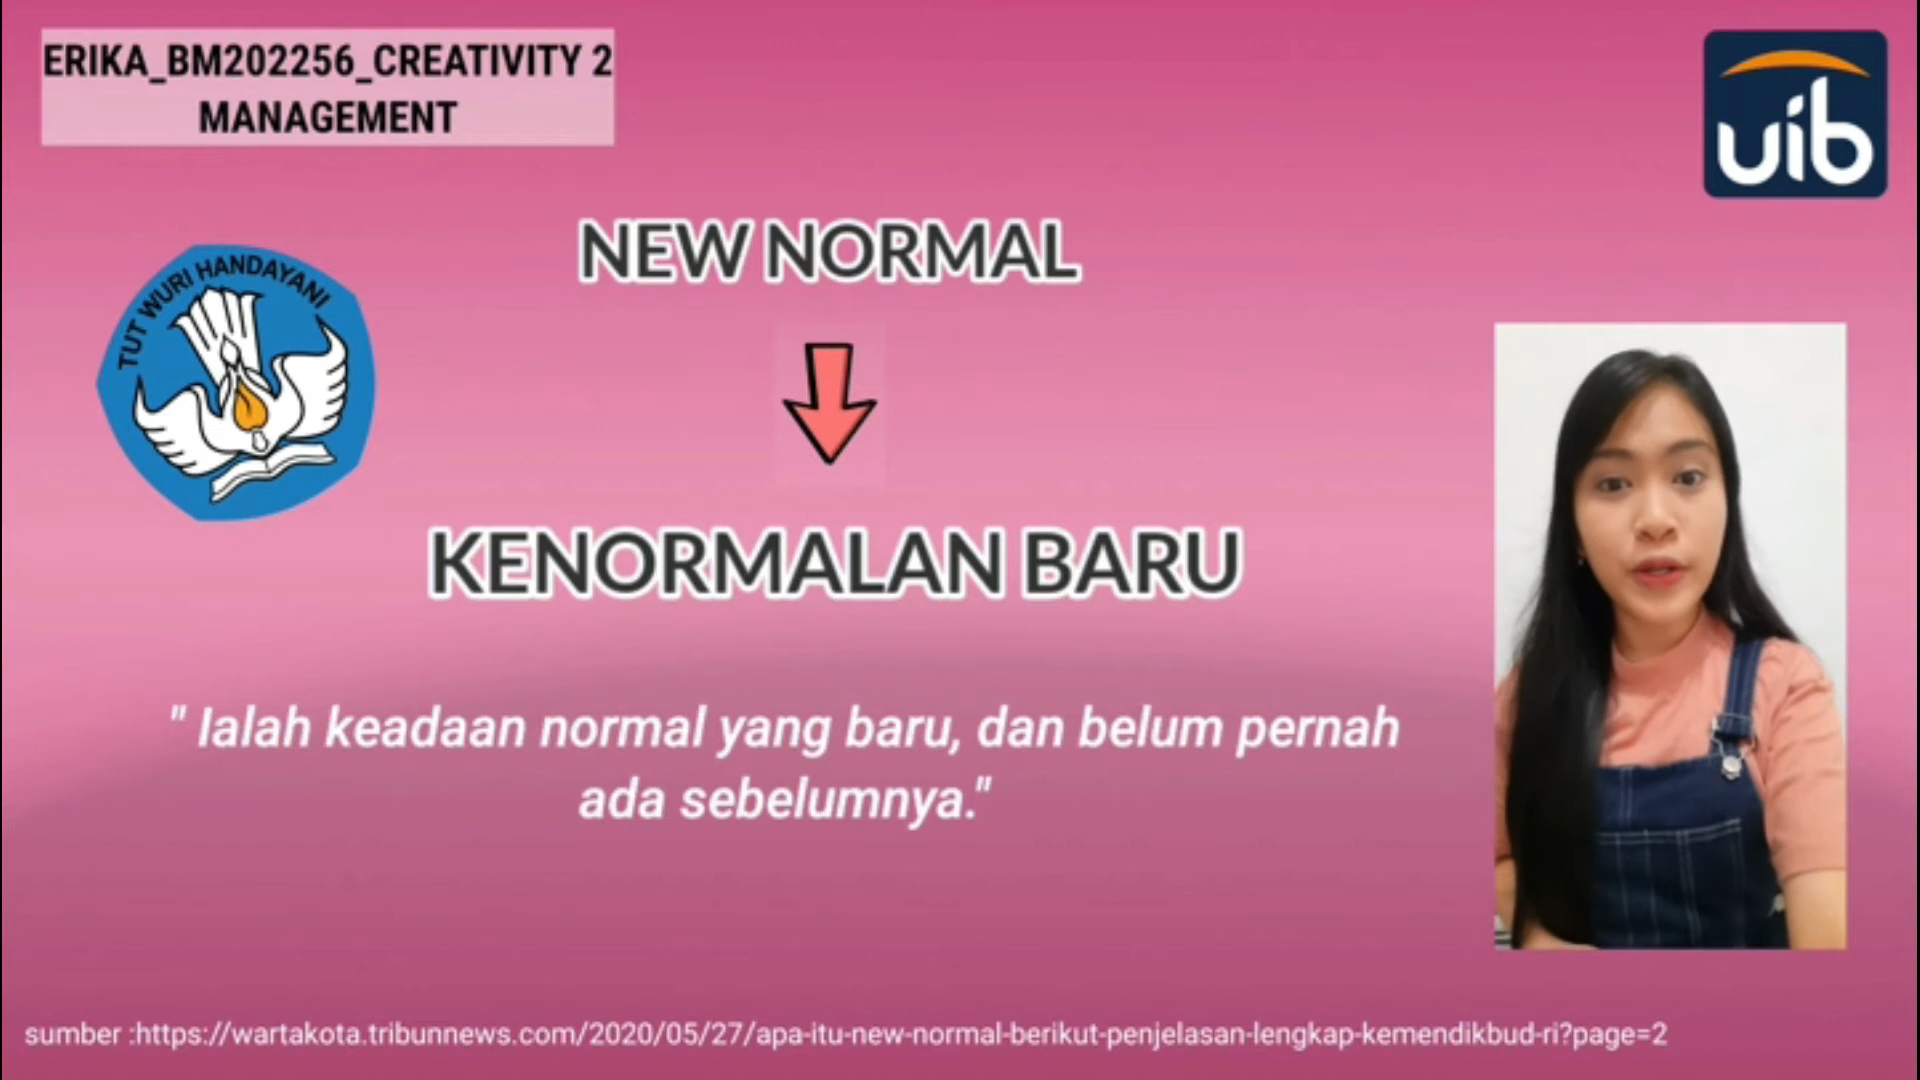 ERIKA_BM202256_CREATIVITY 2
MANAGEMENT
uib
TUT WURI HANDAYANI
NEW NORMAL
KENORMALAN BARU
" Ialah keadaan normal yang baru, dan belum pernah
ada sebelumnya."
sumber :https://wartakota.tribunnews.com/2020/05/27/apa-itu-new-normal-berikut-penjelasan-lengkap-kemendikbud-ri?page=2